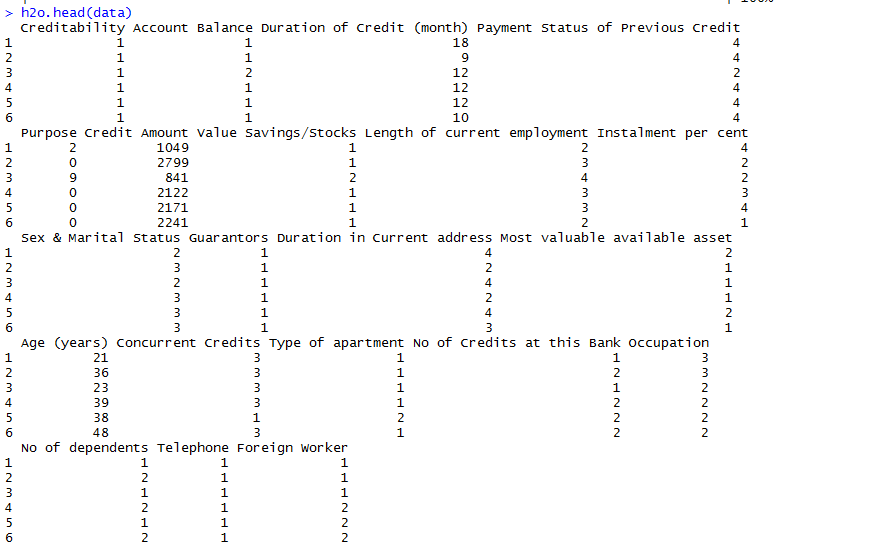 > h2o.head(data)
Creditability Account Balance Duration of Credit (month) Payment Status of Previous Credit
1 1 1 18 4
2 1 1 9 4
3 1 2 12 2
4 1 1 12 4
5 1 1 12 4
6 1 1 10 4
Purpose Credit Amount Value Savings/Stocks Length of current employment Instalment per cent
1 2 1049 1 2 4
2 0 2799 1 3 2
3 9 841 2 4 2
4 0 2122 1 3 3
5 0 2171 1 3 4
6 0 2241 1 2 1
Sex & Marital Status Guarantors Duration in Current address Most valuable available asset
1 2 1 4 2
2 3 1 2 1
3 2 1 4 1
4 3 1 2 1
5 3 1 4 2
6 3 1 3 1
Age (years) Concurrent Credits Type of apartment No of Credits at this Bank Occupation
1 21 3 1 1 3
2 36 3 1 2 3
3 23 3 1 1 2
4 39 3 1 2 2
5 38 1 2 2 2
6 48 3 1 2 2
No of dependents Telephone Foreign Worker
1 1 1 1
2 2 1 1
3 1 1 1
4 2 1 2
5 1 1 2
6 2 1 2